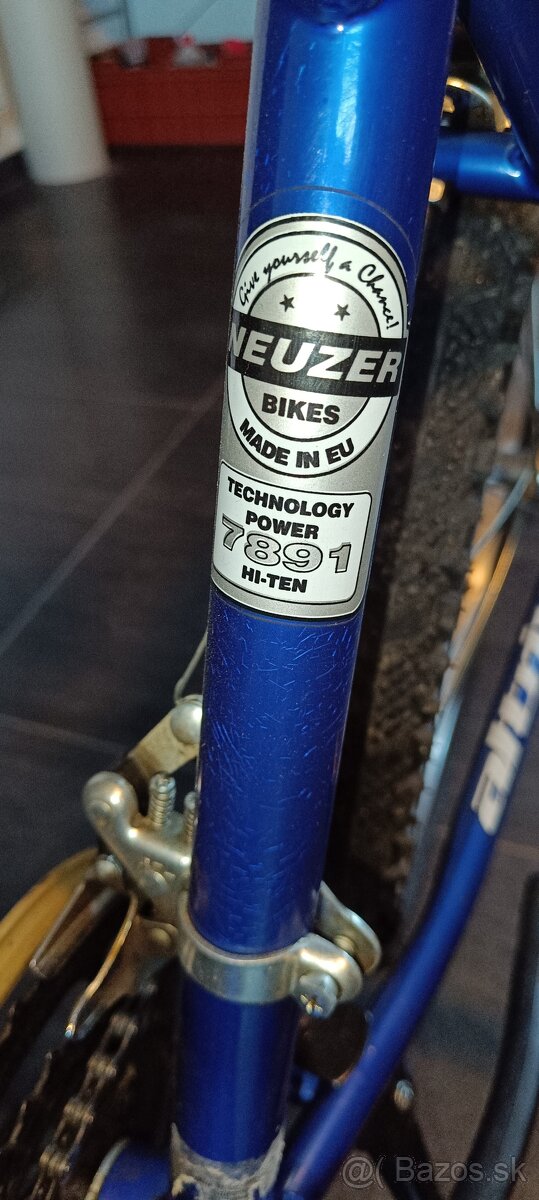 Give yourself a Chance!
NEUZER
BIKES
MADE IN EU
TECHNOLOGY
POWER
7891
HI-TEN
@( Bazos.sk